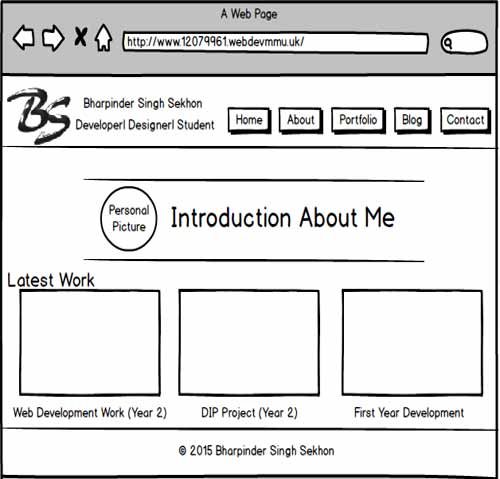 A Web Page
http://www.12079961.webdevmmu.uk/
BS
Bharpinder Singh Sekhon
Developer| Designer| Student
Home
About
Portfolio
Blog
Contact
Personal
Picture
Introduction About Me
Latest Work
Web Development Work (Year 2)
DIP Project (Year 2)
First Year Development
© 2015 Bharpinder Singh Sekhon